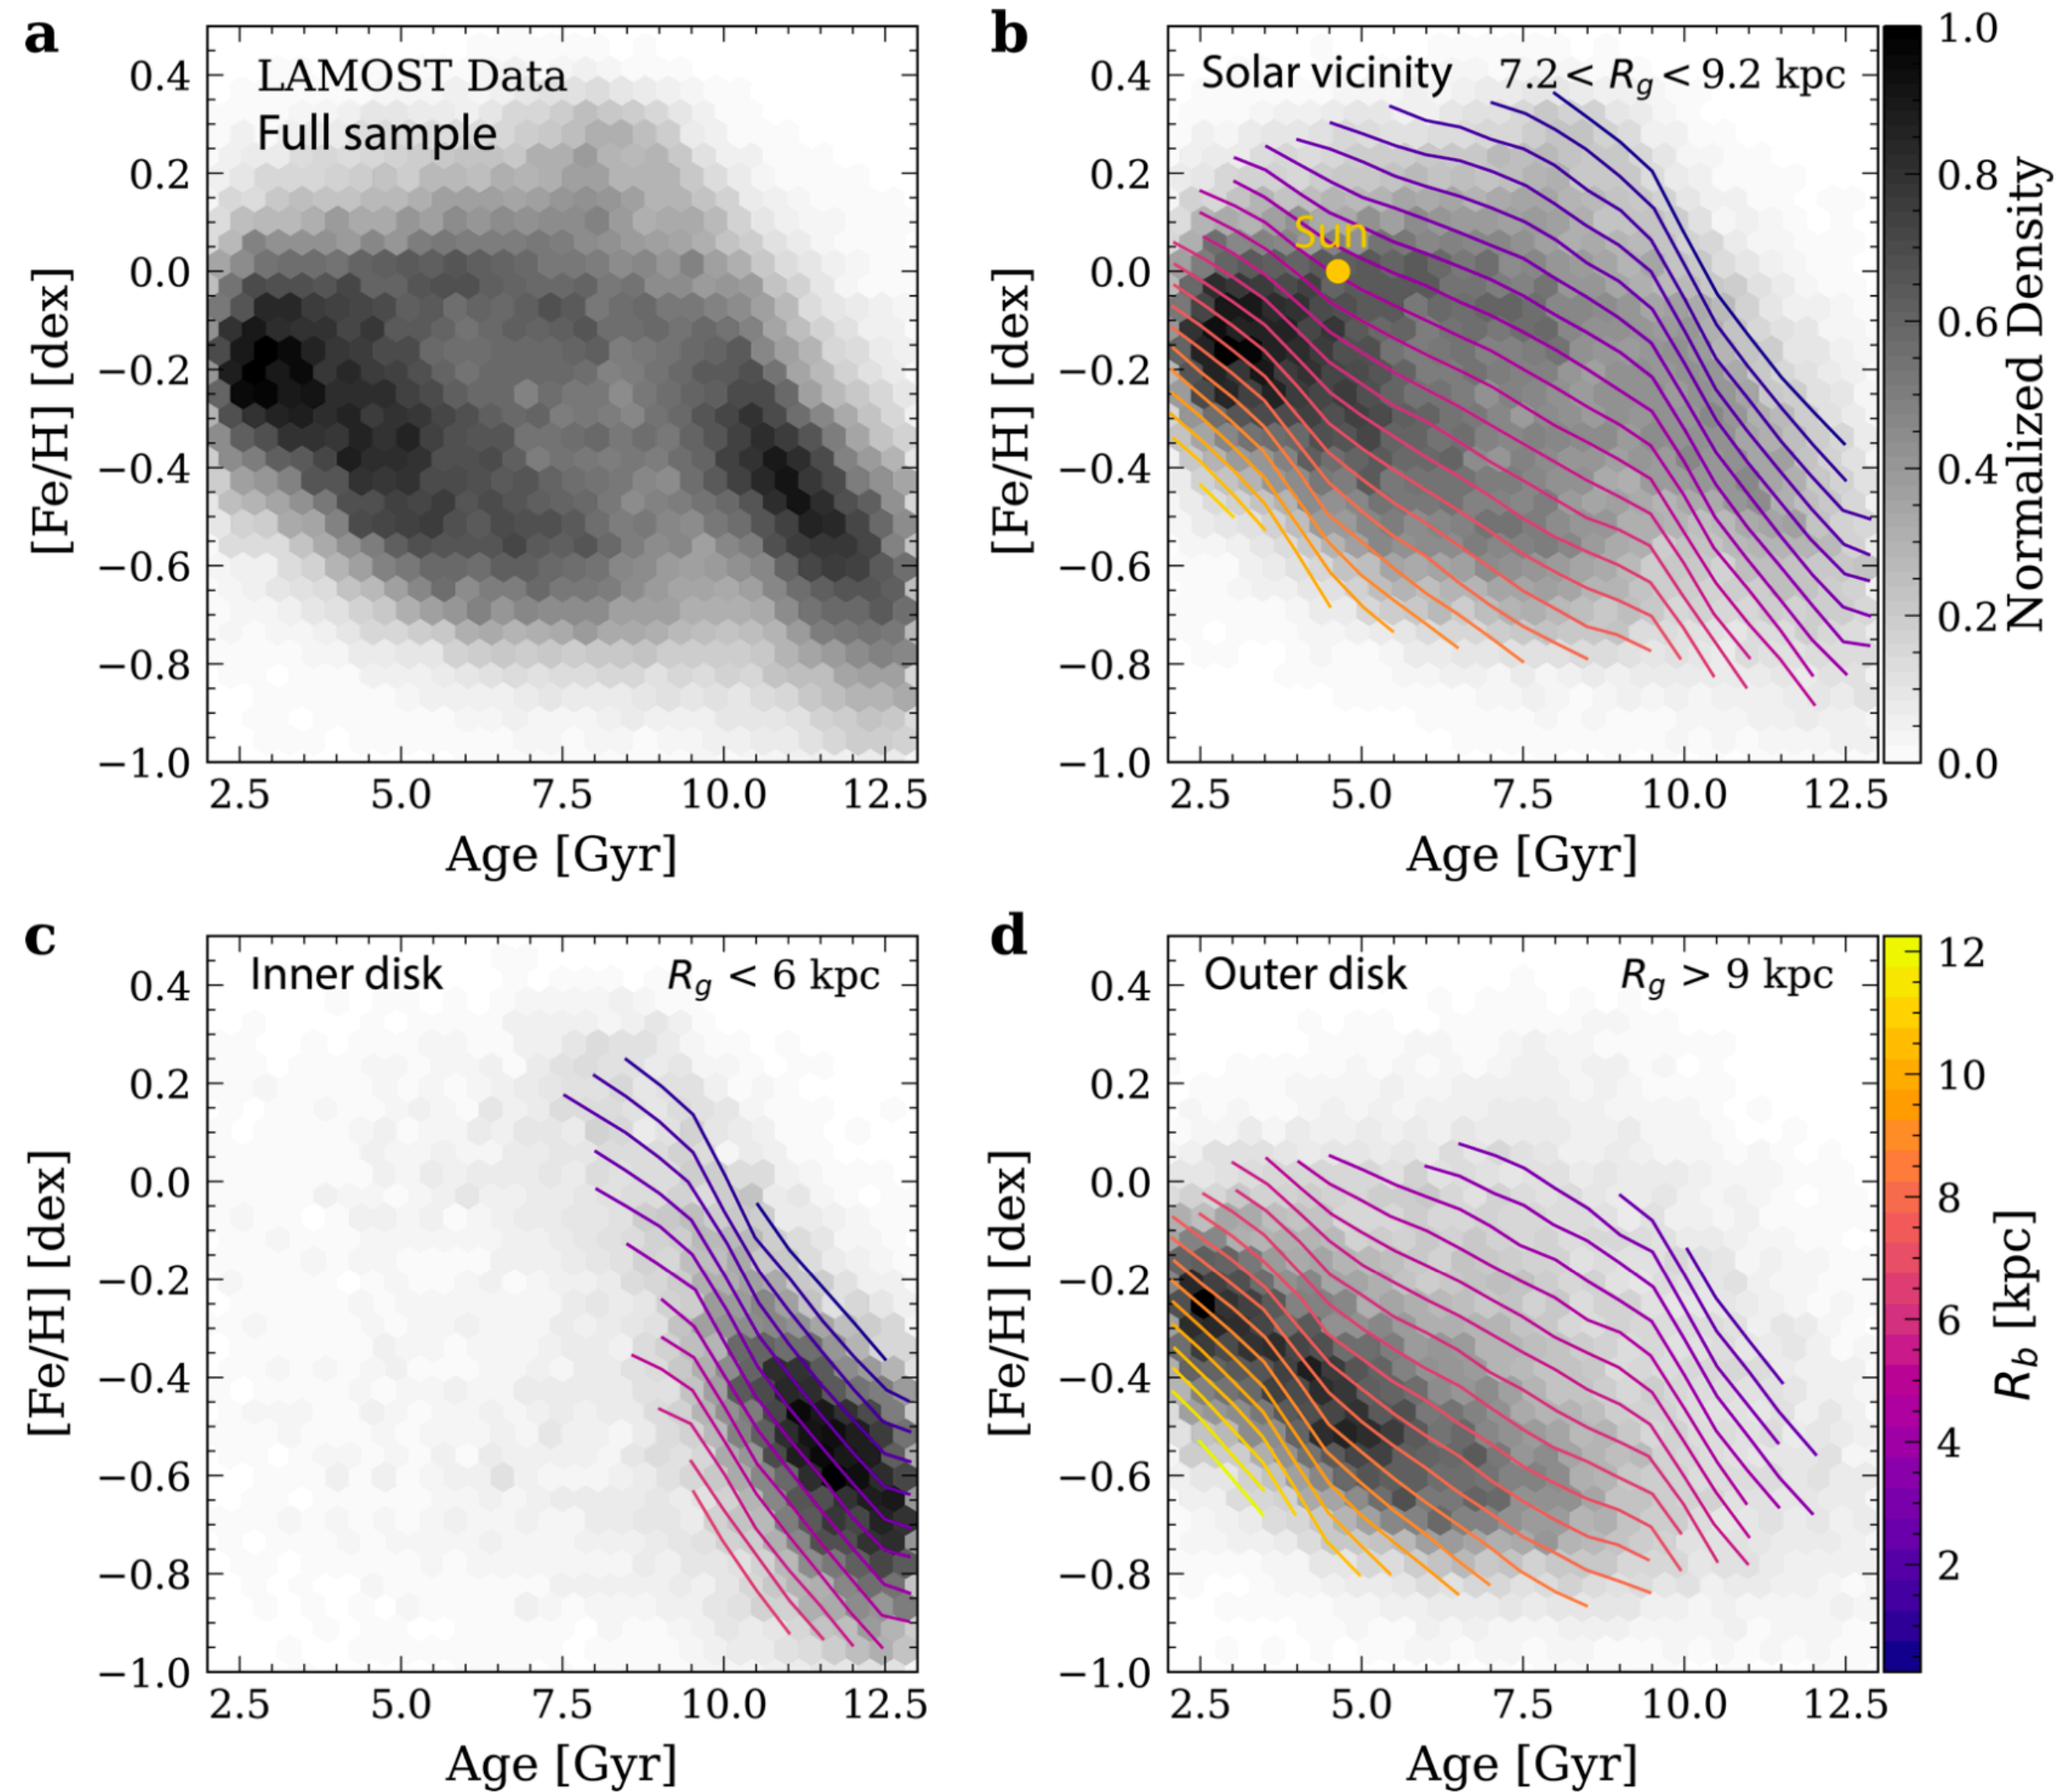 a
LAMOST Data
Full sample
0.4
0.2
0.0
−0.2
−0.4
−0.6
−0.8
−1.0
[Fe/H] [dex]
2.5 5.0 7.5 10.0 12.5
Age [Gyr]
b
Solar vicinity 7.2 < Rg < 9.2 kpc
Sun
0.4
0.2
0.0
−0.2
−0.4
−0.6
−0.8
−1.0
[Fe/H] [dex]
2.5 5.0 7.5 10.0 12.5
Age [Gyr]
1.0
0.8
0.6
0.4
0.2
0.0
Normalized Density
c
Inner disk Rg < 6 kpc
0.4
0.2
0.0
−0.2
−0.4
−0.6
−0.8
−1.0
[Fe/H] [dex]
2.5 5.0 7.5 10.0 12.5
Age [Gyr]
d
Outer disk Rg > 9 kpc
0.4
0.2
0.0
−0.2
−0.4
−0.6
−0.8
−1.0
[Fe/H] [dex]
2.5 5.0 7.5 10.0 12.5
Age [Gyr]
12
10
8
6
4
2
Rb [kpc]